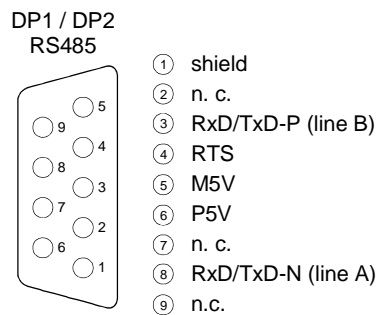 DP1 / DP2
RS485
5
9
4
8
3
7
2
6
1
1 shield
2 n. c.
3 RxD/TxD-P (line B)
4 RTS
5 M5V
6 P5V
7 n. c.
8 RxD/TxD-N (line A)
9 n.c.